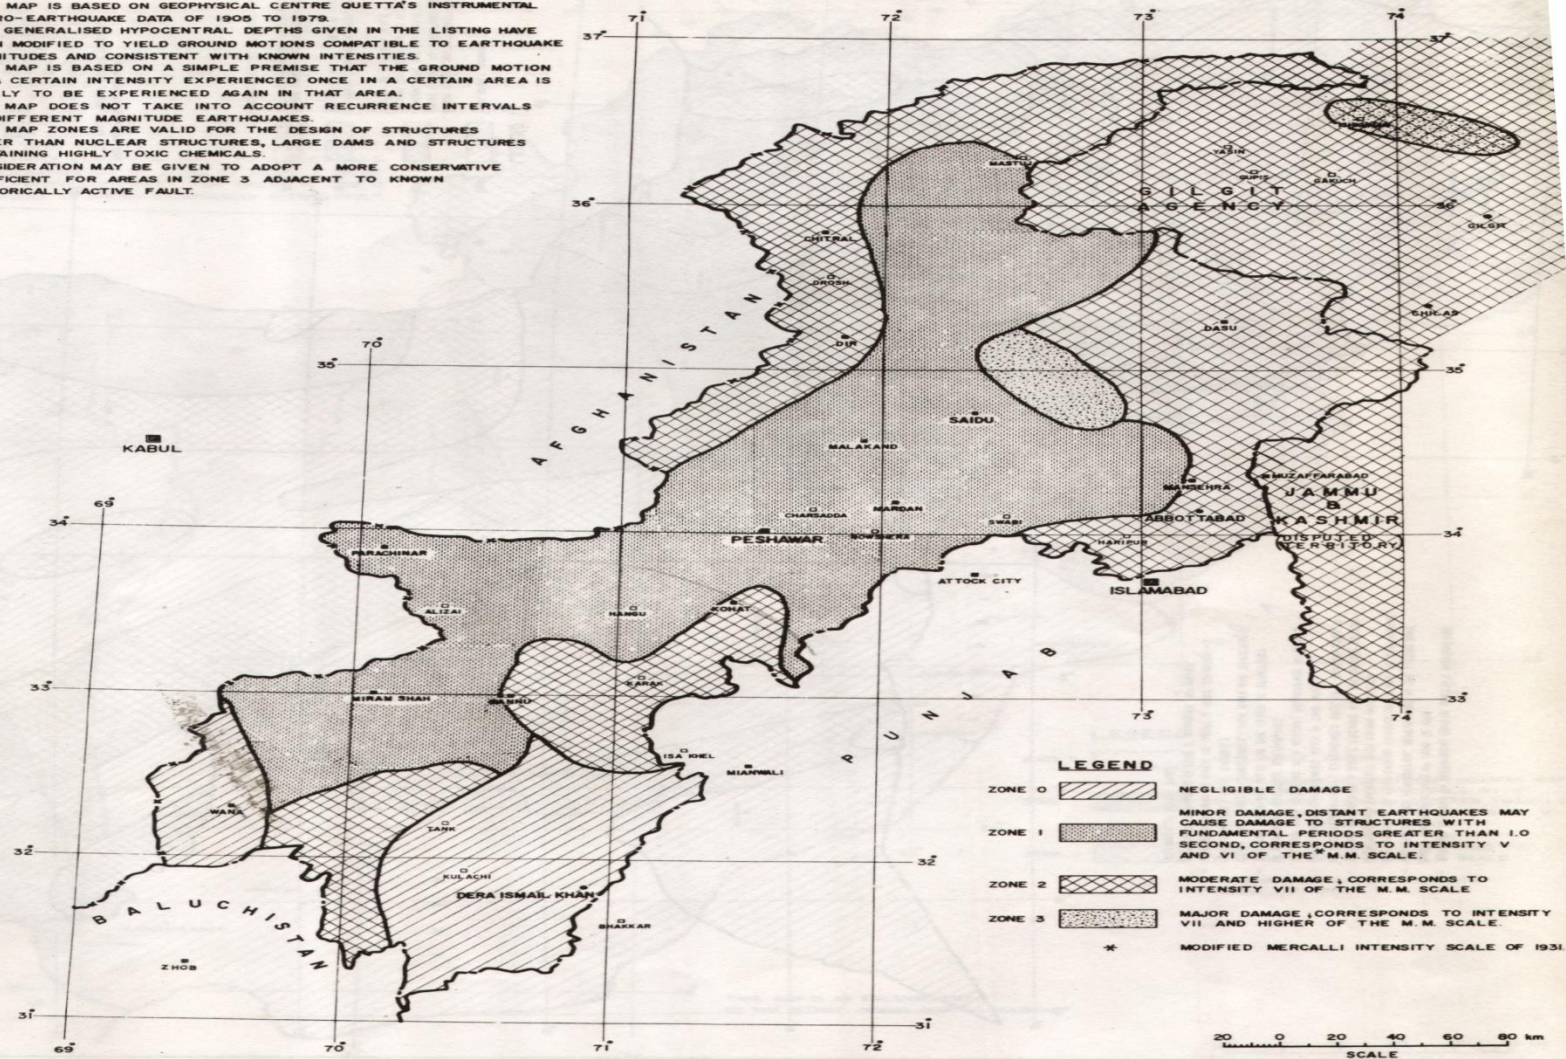 MAP IS BASED ON GEOPHYSICAL CENTRE QUETTA'S INSTRUMENTAL
RO-EARTHQUAKE DATA OF 1905 TO 1979.
GENERALISED HYPOCENTRAL DEPTHS GIVEN IN THE LISTING HAVE
MODIFIED TO YIELD GROUND MOTIONS COMPATIBLE TO EARTHQUAKE
NITUDES AND CONSISTENT WITH KNOWN INTENSITIES.
MAP IS BASED ON A SIMPLE PREMISE THAT THE GROUND MOTION
CERTAIN INTENSITY EXPERIENCED ONCE IN A CERTAIN AREA IS
LY TO BE EXPERIENCED AGAIN IN THAT AREA.
MAP DOES NOT TAKE INTO ACCOUNT RECURRENCE INTERVALS
DIFFERENT MAGNITUDE EARTHQUAKES.
MAP ZONES ARE VALID FOR THE DESIGN OF STRUCTURES
ER THAN NUCLEAR STRUCTURES, LARGE DAMS AND STRUCTURES
TAINING HIGHLY TOXIC CHEMICALS.
SIDERATION MAY BE GIVEN TO ADOPT A MORE CONSERVATIVE
FICIENT FOR AREAS IN ZONE 3 ADJACENT TO KNOWN
ORICALLY ACTIVE FAULT.
71°
72°
73°
74°
37°
37°
MASTUJ
YASIN
GUPIS
GAKUCH
GILGIT
AGENCY
36°
36°
GILGIT
CHITRAL
DROSH
CHILAS
DASU
DIR
70°
35°
35°
AFGHANISTAN
SAIDU
MALAKAND
KABUL
MUZAFFARABAD
MANSEHRA
JAMMU
&
KASHMIR
DISPUTED
(TERRITORY)
69°
34°
34°
MARDAN
CHARSADDA
SWABI
ABBOTTABAD
PESHAWAR
NOWSHERA
HARIPUR
PARACHINAR
ATTOCK CITY
ISLAMABAD
ALIZAI
HANGU
KOHAT
PUNJAB
33°
33°
KARAK
MIRAM SHAH
BANNU
73°
74°
ISA KHEL
MIANWALI
WANA
TANK
32°
32°
KULACHI
DERA ISMAIL KHAN
BHAKKAR
BALUCHISTAN
ZHOB
31°
31°
69°
70°
71°
72°
LEGEND
ZONE 0 NEGLIGIBLE DAMAGE
ZONE 1 MINOR DAMAGE, DISTANT EARTHQUAKES MAY
CAUSE DAMAGE TO STRUCTURES WITH
FUNDAMENTAL PERIODS GREATER THAN 1.0
SECOND, CORRESPONDS TO INTENSITY V
AND VI OF THE *M.M. SCALE.
ZONE 2 MODERATE DAMAGE, CORRESPONDS TO
INTENSITY VII OF THE M.M. SCALE
ZONE 3 MAJOR DAMAGE, CORRESPONDS TO INTENSITY
VII AND HIGHER OF THE M.M. SCALE.
* MODIFIED MERCALLI INTENSITY SCALE OF 1931.
20 0 20 40 60 80 km
SCALE